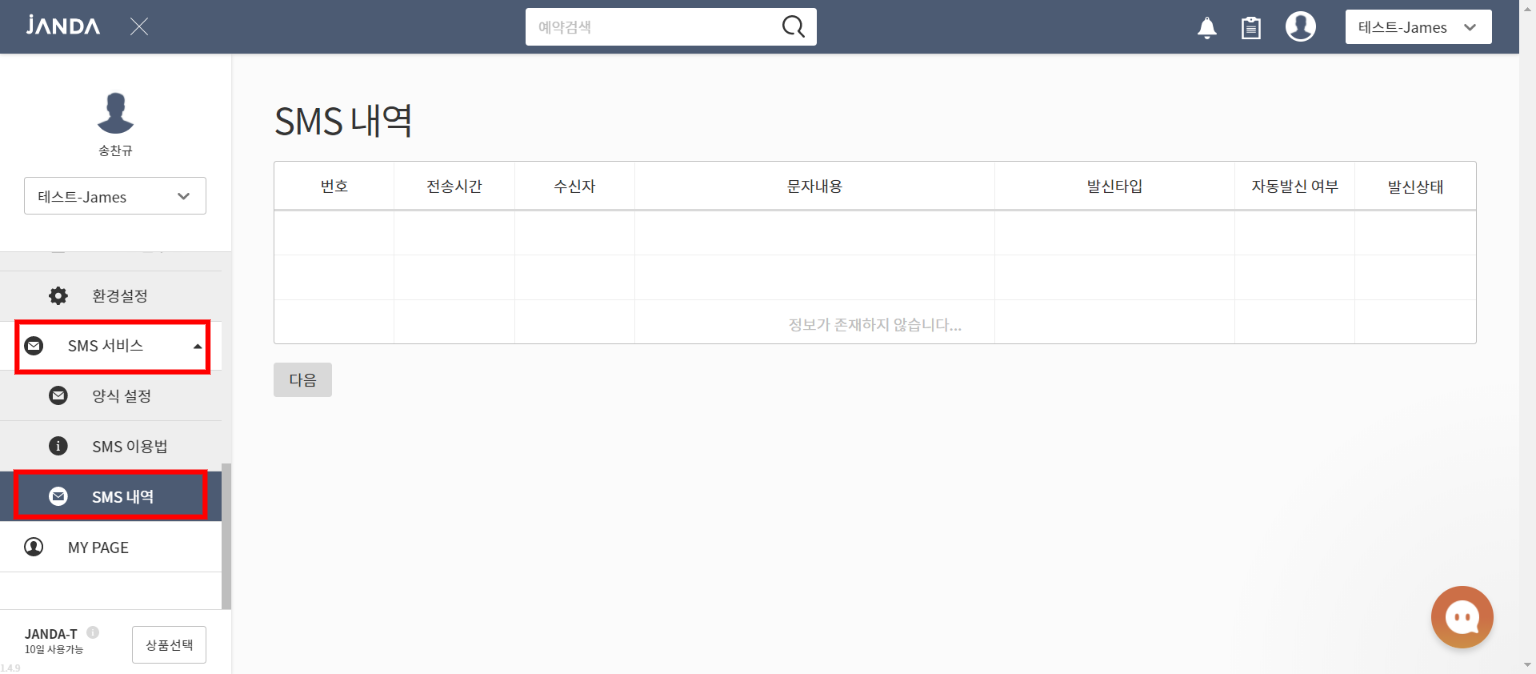 JANDA
예약검색
테스트-James
송찬규
테스트-James
환경설정
SMS 서비스
양식 설정
SMS 이용법
SMS 내역
MY PAGE
JANDA-T
10일 사용가능
상품선택
1.4.9
SMS 내역
번호 전송시간 수신자 문자내용 발신타입 자동발신 여부 발신상태
정보가 존재하지 않습니다...
다음